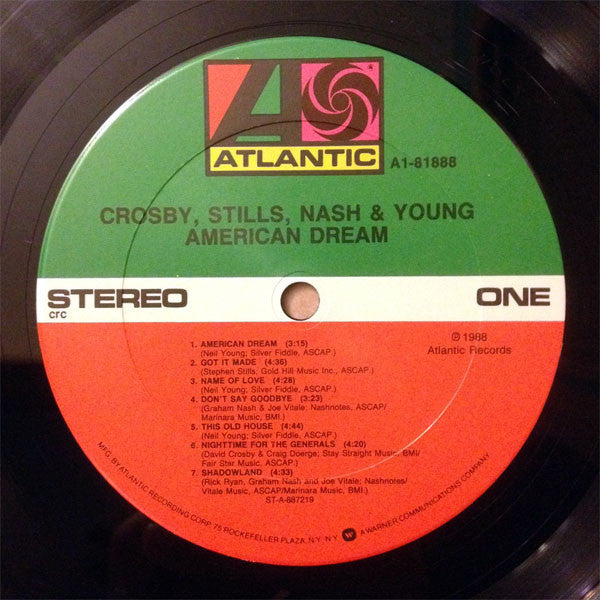 ATLANTIC
A1-81888
CROSBY, STILLS, NASH & YOUNG
AMERICAN DREAM
STEREO
crc
ONE
℗ 1988
Atlantic Records
1. AMERICAN DREAM (3:15)
(Neil Young; Silver Fiddle, ASCAP.)
2. GOT IT MADE (4:36)
(Stephen Stills; Gold Hill Music Inc., ASCAP.)
3. NAME OF LOVE (4:28)
(Neil Young; Silver Fiddle, ASCAP.)
4. DON'T SAY GOODBYE (3:23)
(Graham Nash & Joe Vitale; Nashnotes, ASCAP/
Marinara Music, BMI.)
5. THIS OLD HOUSE (4:44)
(Neil Young; Silver Fiddle, ASCAP.)
6. NIGHTTIME FOR THE GENERALS (4:20)
(David Crosby & Craig Doerge; Stay Straight Music, BMI/
Fair Star Music, ASCAP.)
7. SHADOWLAND (4:33)
(Rick Ryan, Graham Nash and Joe Vitale; Nashnotes/
Vitale Music, ASCAP/Marinara Music, BMI.)
ST-A-887219
MFG. BY ATLANTIC RECORDING CORP. 75 ROCKEFELLER PLAZA, N.Y. N.Y. A WARNER COMMUNICATIONS COMPANY